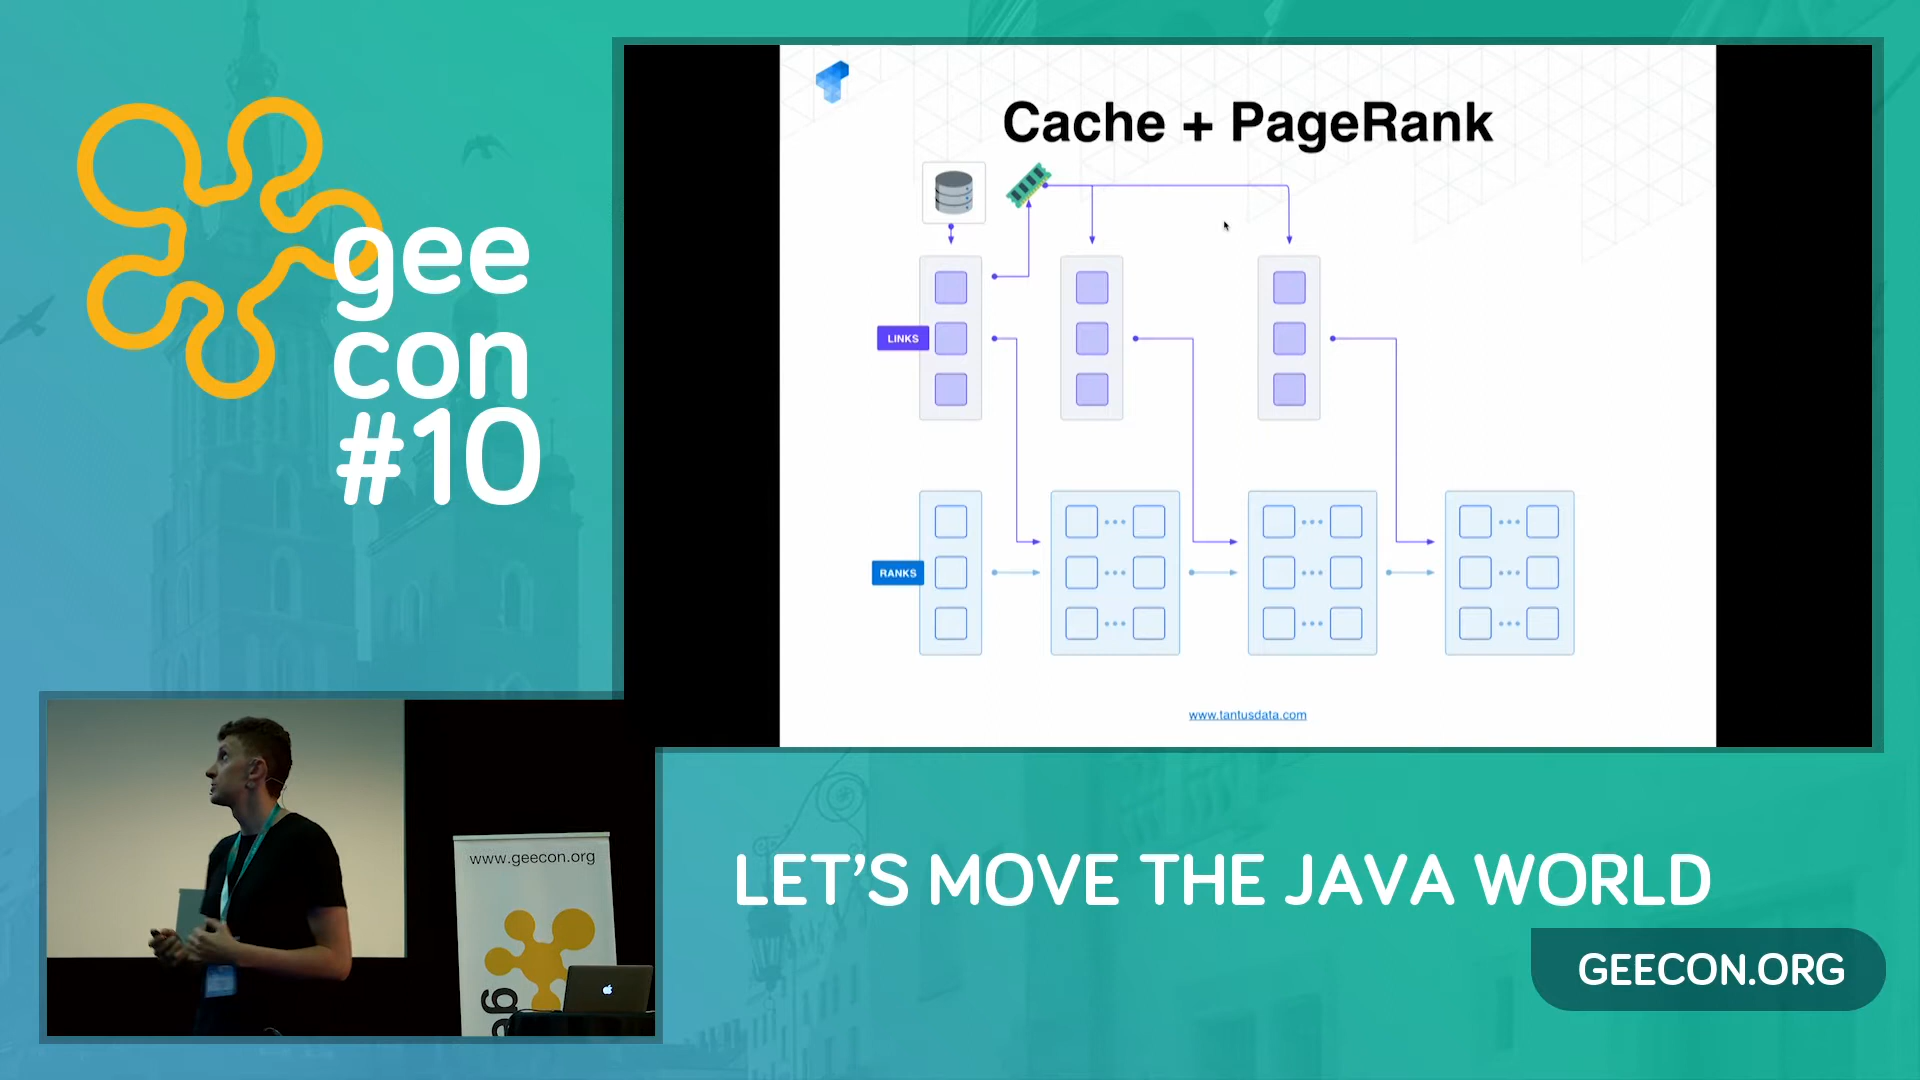 gee
con
#10
Cache + PageRank
LINKS
RANKS
www.tantusdata.com
www.geecon.org
ge
LET'S MOVE THE JAVA WORLD
GEECON.ORG